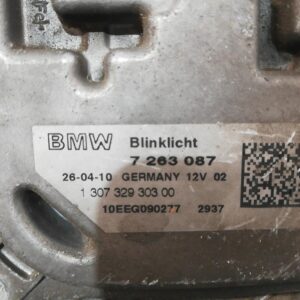 BMW Blinklicht
7 263 087
26-04-10 GERMANY 12V 02
1 307 329 303 00
10EEG090277 2937